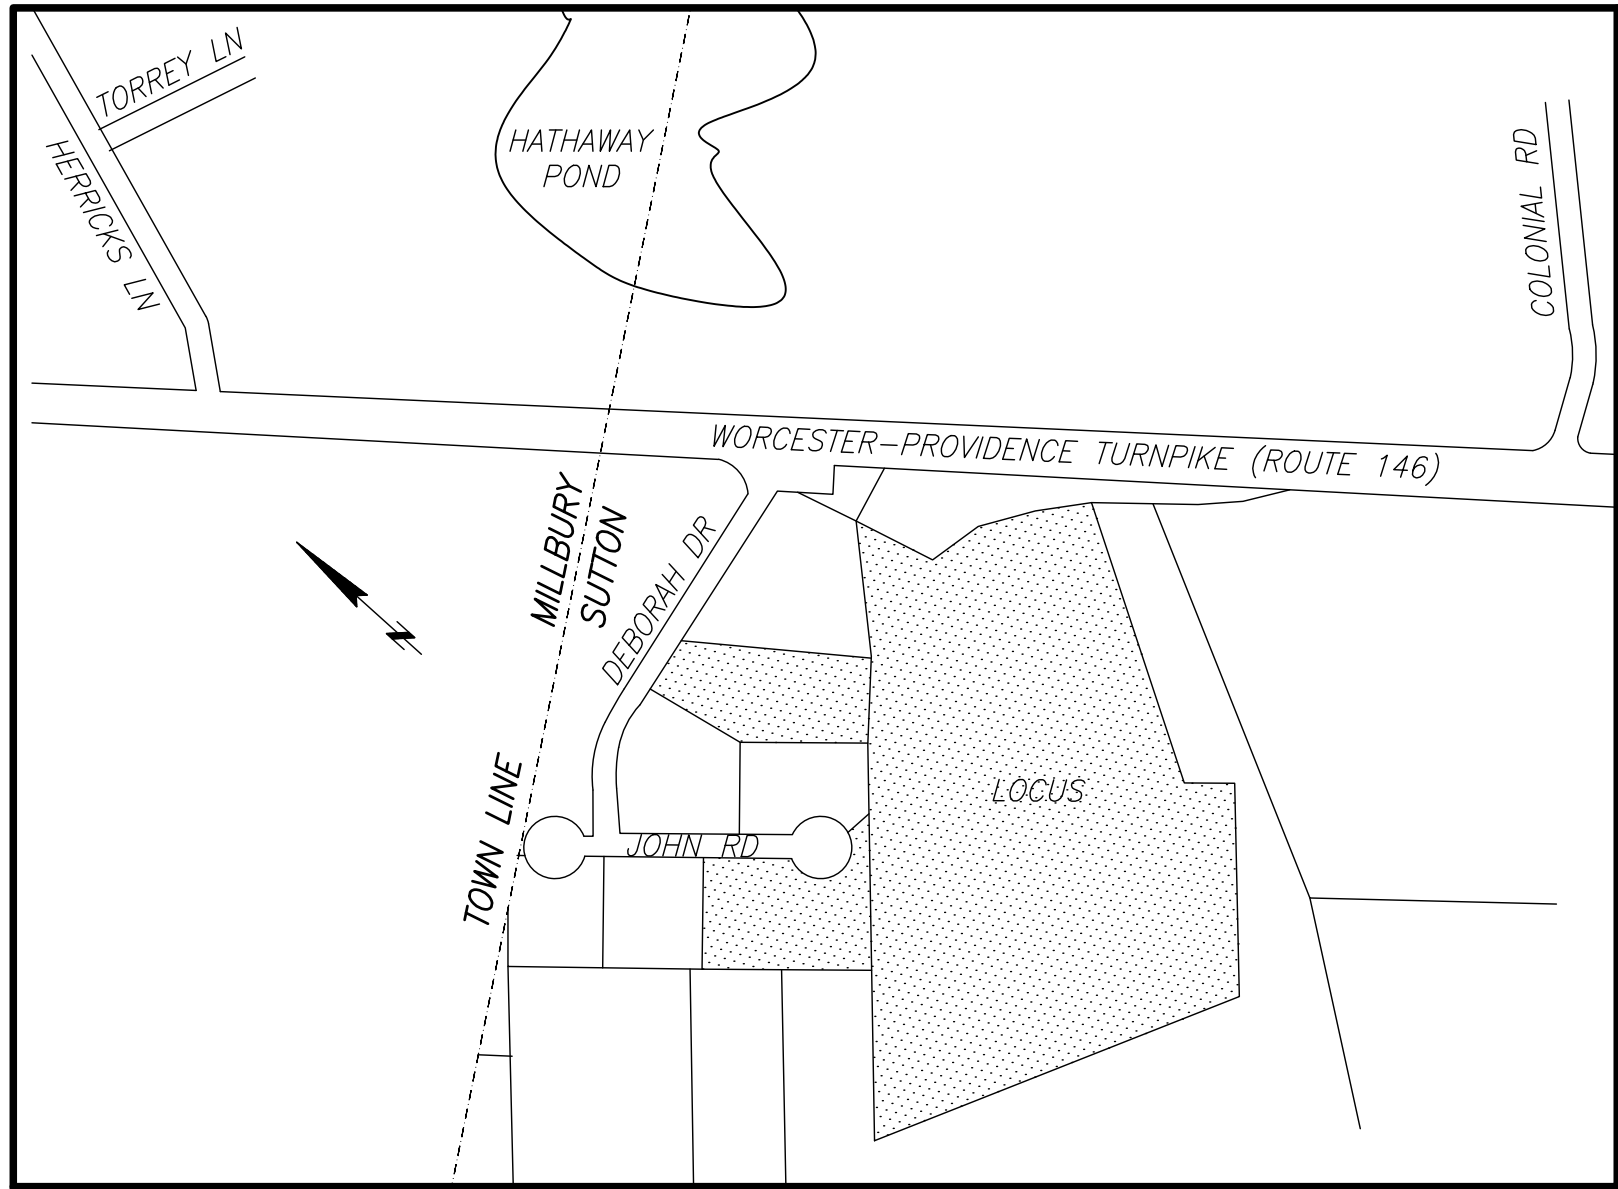 TORREY LN
HERRICKS LN
HATHAWAY
POND
COLONIAL RD
WORCESTER-PROVIDENCE TURNPIKE (ROUTE 146)
MILLBURY
SUTTON
DEBORAH DR
N
TOWN LINE
LOCUS
JOHN RD